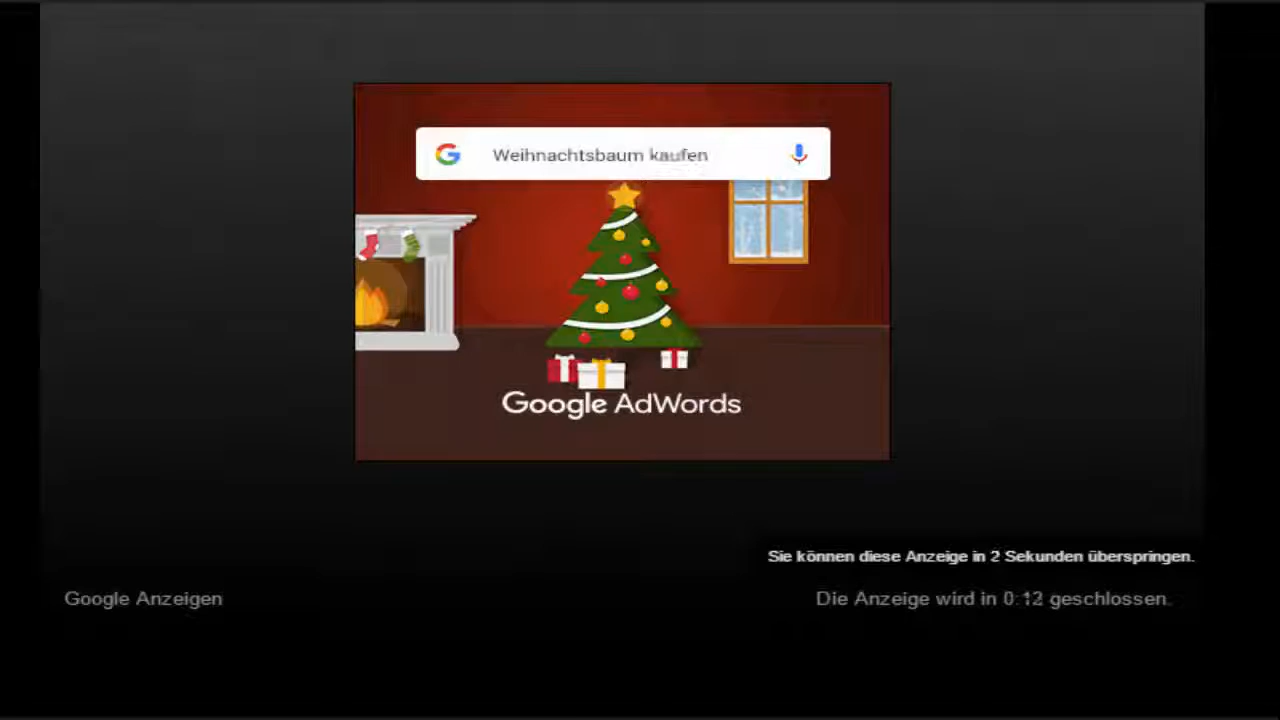 Weihnachtsbaum kaufen
Google AdWords
Sie können diese Anzeige in 2 Sekunden überspringen.
Google Anzeigen
Die Anzeige wird in 0:12 geschlossen.